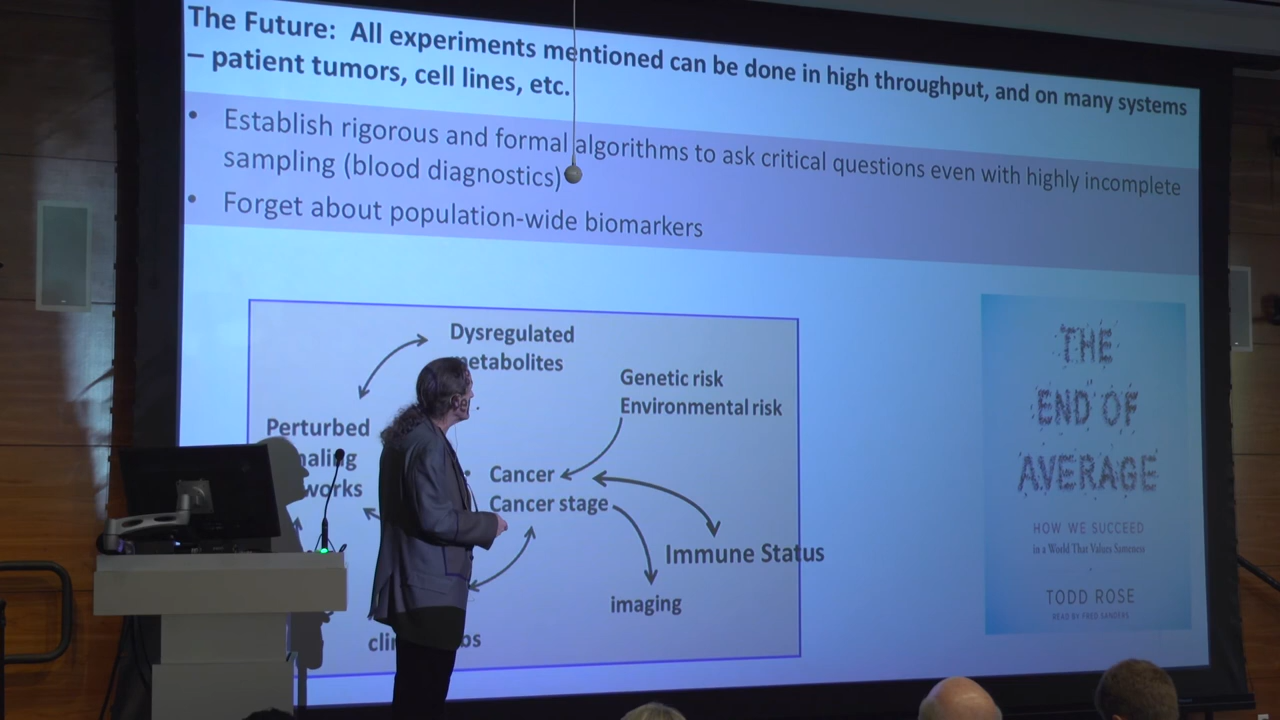 The Future: All experiments mentioned can be done in high throughput, and on many systems
– patient tumors, cell lines, etc.
• Establish rigorous and formal algorithms to ask critical questions even with highly incomplete
sampling (blood diagnostics)
• Forget about population-wide biomarkers
Dysregulated
metabolites
Genetic risk
Environmental risk
Perturbed
Cancer
Cancer stage
Immune Status
imaging
THE
END OF
AVERAGE
HOW WE SUCCEED
in a World That Values Sameness
TODD ROSE
READ BY FRED SANDERS